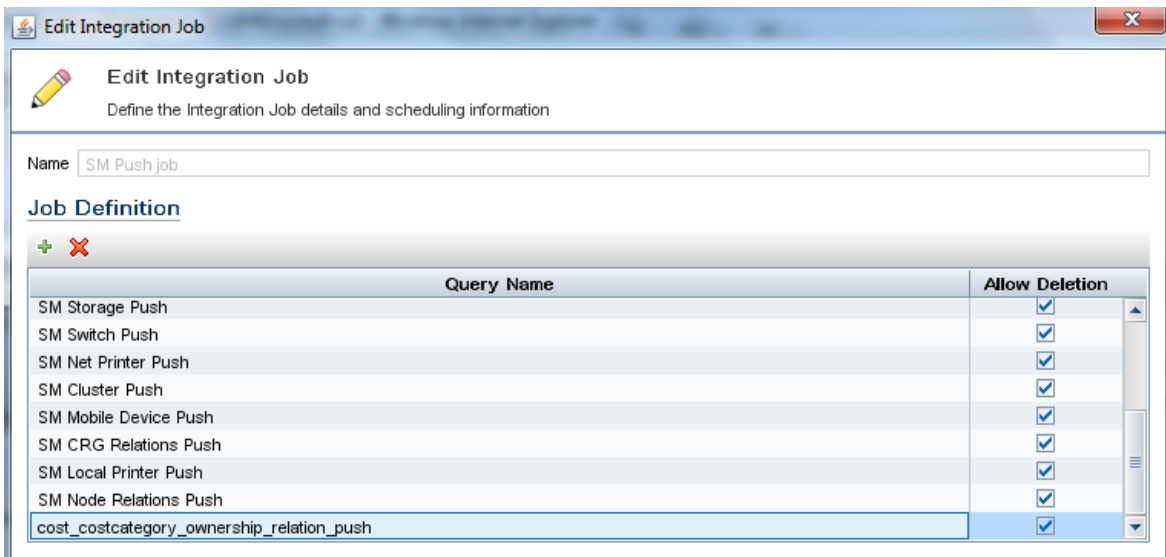 Edit Integration Job
Edit Integration Job
Define the Integration Job details and scheduling information
Name SM Push job
Job Definition
Query Name Allow Deletion
SM Storage Push
SM Switch Push
SM Net Printer Push
SM Cluster Push
SM Mobile Device Push
SM CRG Relations Push
SM Local Printer Push
SM Node Relations Push
cost_costcategory_ownership_relation_push